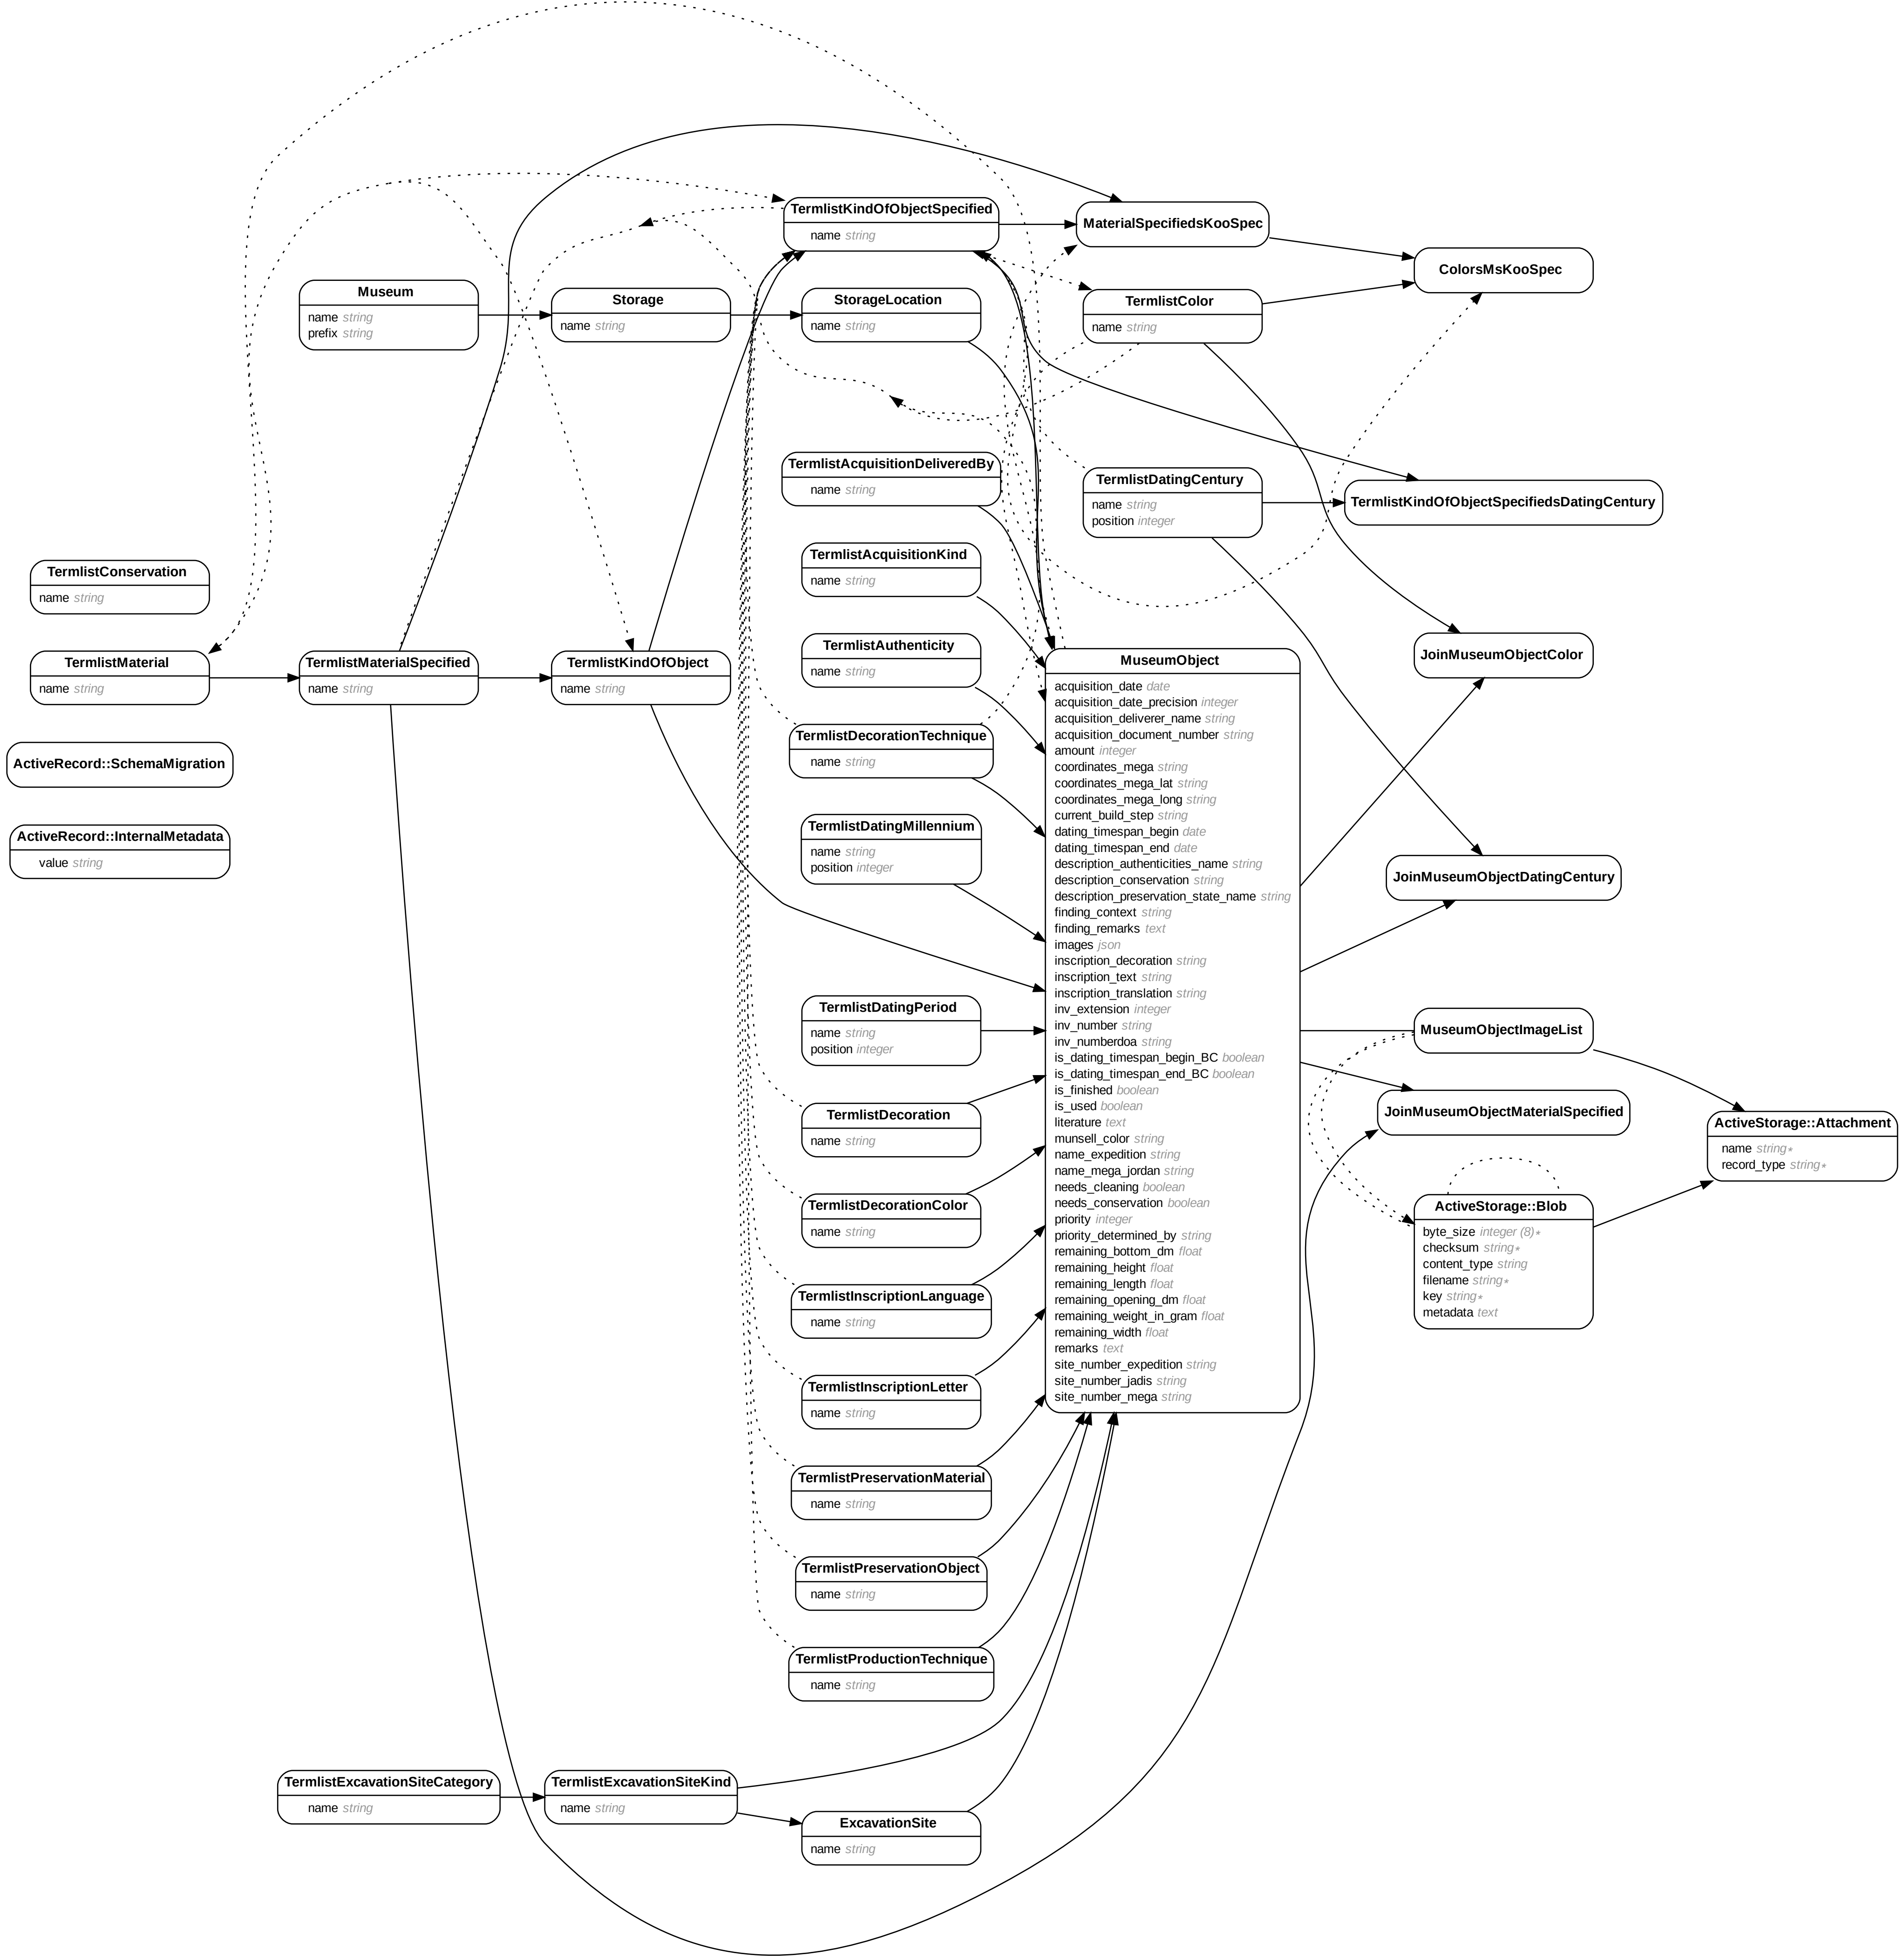 TermlistKindOfObjectSpecified
name string
MaterialSpecifiedsKooSpec
ColorsMsKooSpec
Museum
name string
prefix string
Storage
name string
StorageLocation
name string
TermlistColor
name string
TermlistAcquisitionDeliveredBy
name string
TermlistDatingCentury
name string
position integer
TermlistKindOfObjectSpecifiedsDatingCentury
TermlistAcquisitionKind
name string
TermlistConservation
name string
TermlistMaterial
name string
TermlistMaterialSpecified
name string
TermlistKindOfObject
name string
TermlistAuthenticity
name string
JoinMuseumObjectColor
ActiveRecord::SchemaMigration
ActiveRecord::InternalMetadata
value string
TermlistDecorationTechnique
name string
TermlistDatingMillennium
name string
position integer
TermlistDatingPeriod
name string
position integer
TermlistDecoration
name string
TermlistDecorationColor
name string
TermlistInscriptionLanguage
name string
TermlistInscriptionLetter
name string
TermlistPreservationMaterial
name string
TermlistPreservationObject
name string
TermlistProductionTechnique
name string
MuseumObject
acquisition_date date
acquisition_date_precision integer
acquisition_deliverer_name string
acquisition_document_number string
amount integer
coordinates_mega string
coordinates_mega_lat string
coordinates_mega_long string
current_build_step string
dating_timespan_begin date
dating_timespan_end date
description_authenticities_name string
description_conservation string
description_preservation_state_name string
finding_context string
finding_remarks text
images json
inscription_decoration string
inscription_text string
inscription_translation string
inv_extension integer
inv_number string
inv_numberdoa string
is_dating_timespan_begin_BC boolean
is_dating_timespan_end_BC boolean
is_finished boolean
is_used boolean
literature text
munsell_color string
name_expedition string
name_mega_jordan string
needs_cleaning boolean
needs_conservation boolean
priority integer
priority_determined_by string
remaining_bottom_dm float
remaining_height float
remaining_length float
remaining_opening_dm float
remaining_weight_in_gram float
remaining_width float
remarks text
site_number_expedition string
site_number_jadis string
site_number_mega string
JoinMuseumObjectDatingCentury
MuseumObjectImageList
JoinMuseumObjectMaterialSpecified
ActiveStorage::Attachment
name string∗
record_type string∗
ActiveStorage::Blob
byte_size integer (8)∗
checksum string∗
content_type string
filename string∗
key string∗
metadata text
TermlistExcavationSiteCategory
name string
TermlistExcavationSiteKind
name string
ExcavationSite
name string